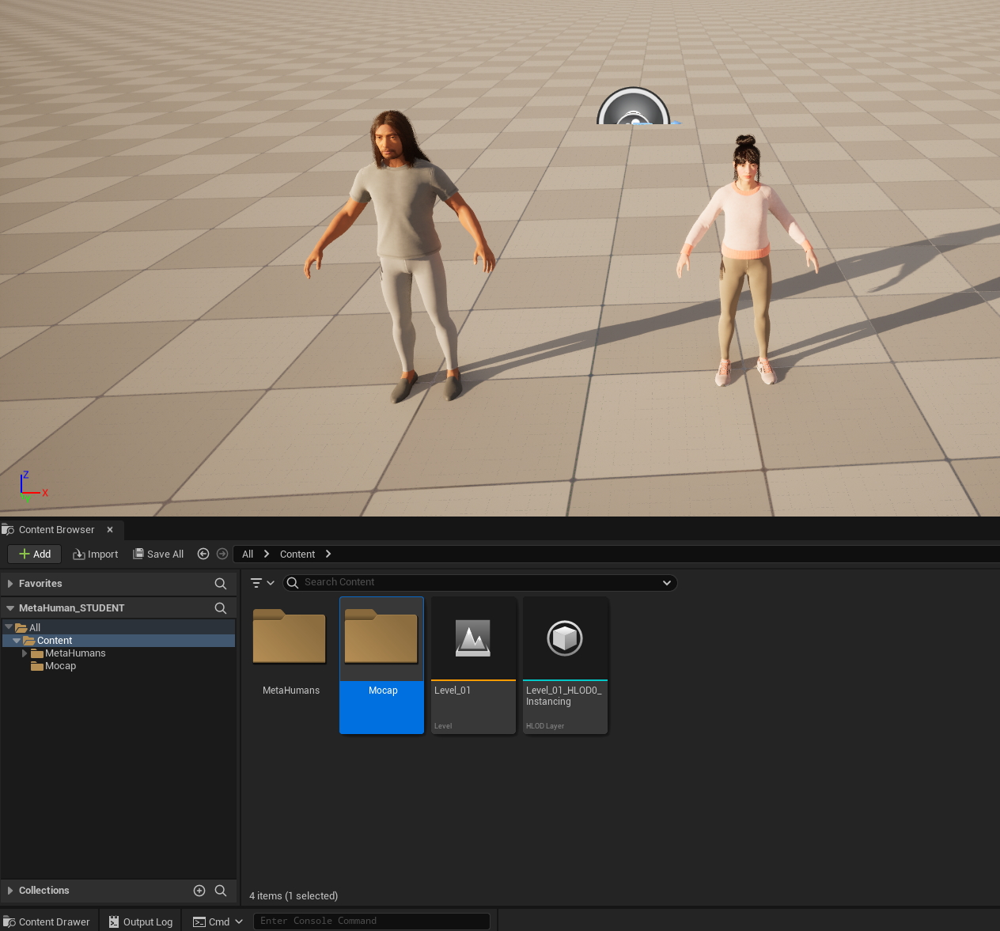 Z
X
Y
Content Browser
Add
Import
Save All
All
Content
Favorites
Search Content
MetaHuman_STUDENT
All
Content
MetaHumans
Mocap
MetaHumans
Mocap
Level_01
Level
Level_01_HLOD0_
Instancing
HLOD Layer
Collections
4 items (1 selected)
Content Drawer
Output Log
Cmd
Enter Console Command